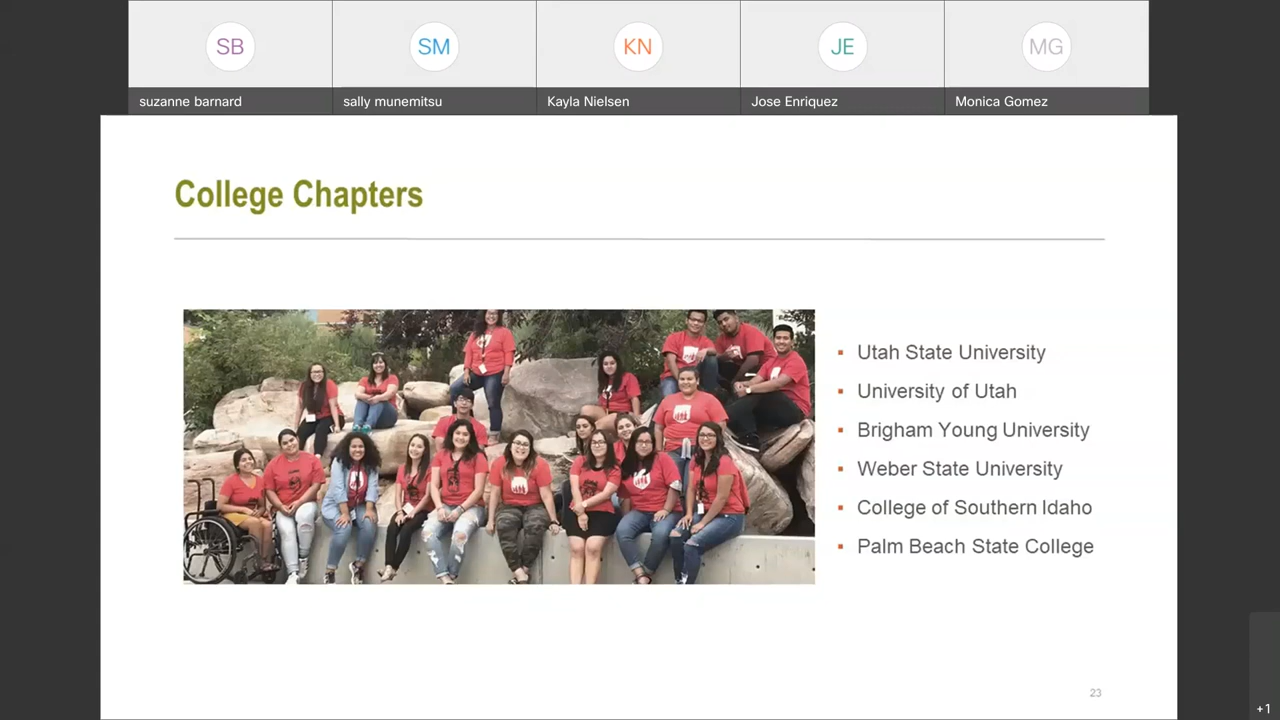 SB
SM
KN
JE
MG
suzanne barnard
sally munemitsu
Kayla Nielsen
Jose Enriquez
Monica Gomez
College Chapters
▪ Utah State University
▪ University of Utah
▪ Brigham Young University
▪ Weber State University
▪ College of Southern Idaho
▪ Palm Beach State College
23
+1